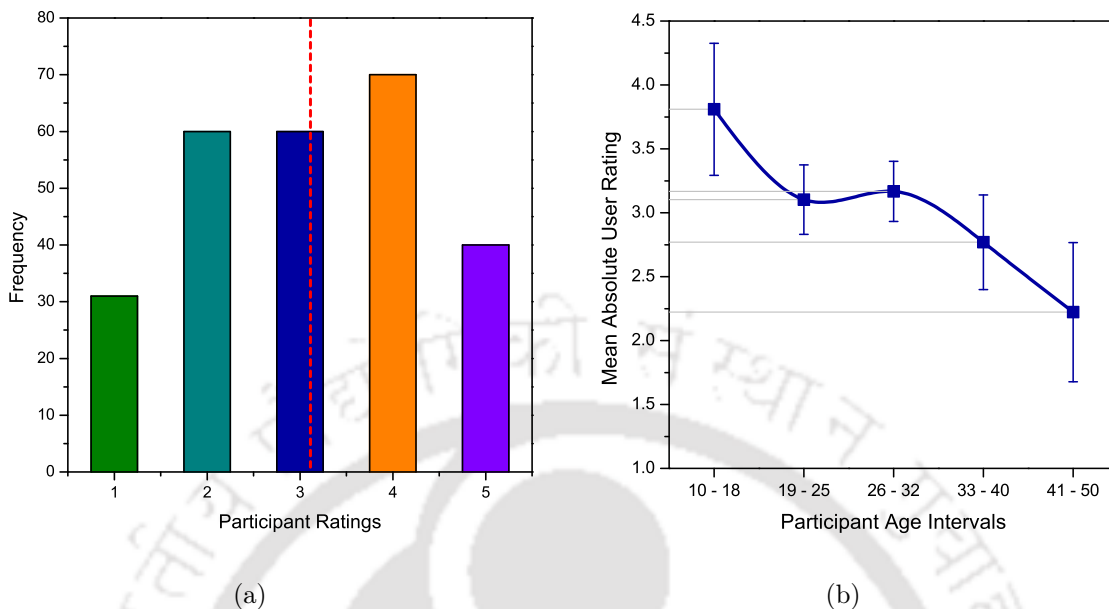 80
70
60
50
40
30
20
10
0
Frequency
1 2 3 4 5
Participant Ratings
(a)
4.5
4.0
3.5
3.0
2.5
2.0
1.5
1.0
Mean Absolute User Rating
10 - 18 19 - 25 26 - 32 33 - 40 41 - 50
Participant Age Intervals
(b)